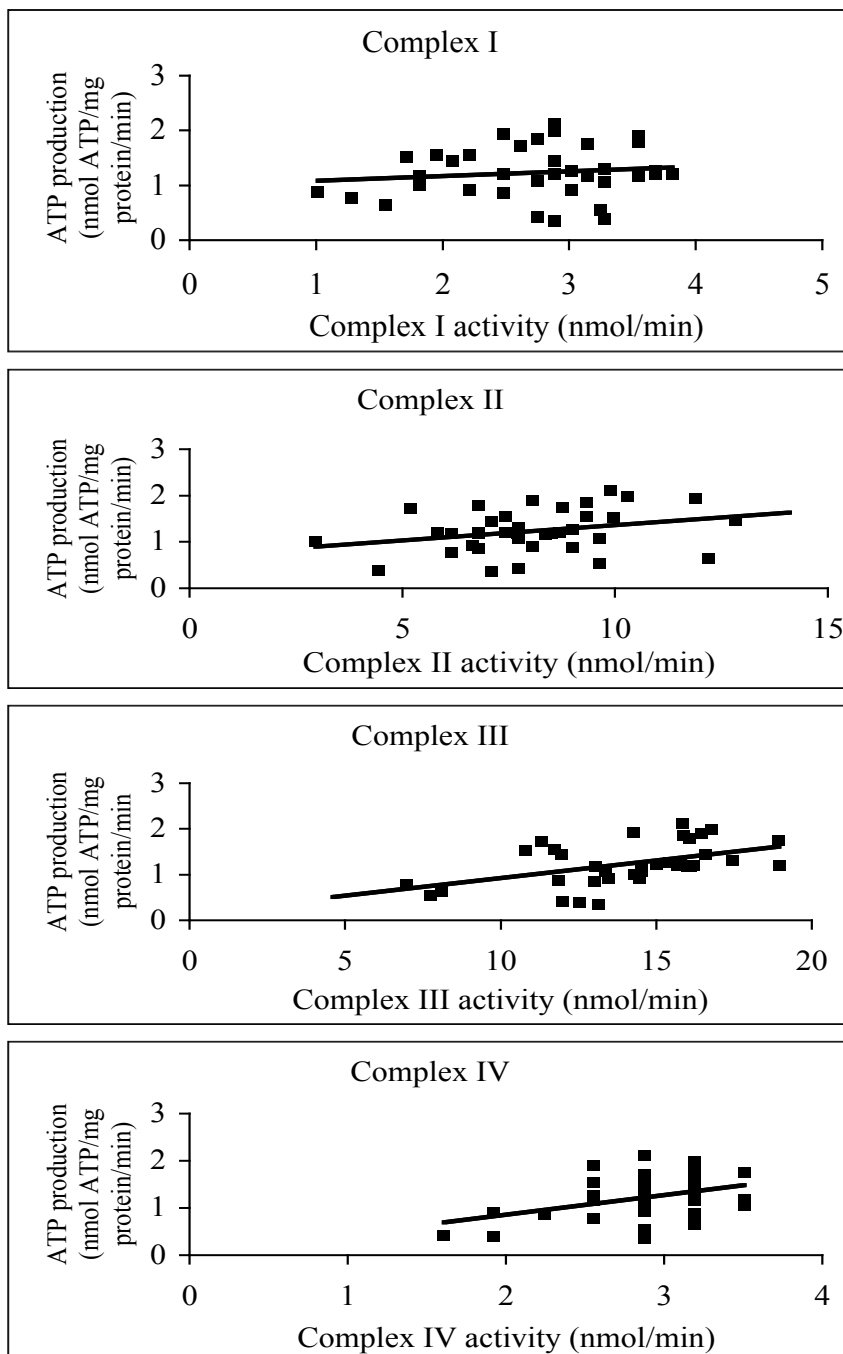 Complex I
ATP production
(nmol ATP/mg
protein/min)
3
2
1
0
0 1 2 3 4 5
Complex I activity (nmol/min)
Complex II
ATP production
(nmol ATP/mg
protein/min)
3
2
1
0
0 5 10 15
Complex II activity (nmol/min)
Complex III
ATP production
(nmol ATP/mg
protein/min
3
2
1
0
0 5 10 15 20
Complex III activity (nmol/min)
Complex IV
ATP production
(nmol ATP/mg
protein/min)
3
2
1
0
0 1 2 3 4
Complex IV activity (nmol/min)